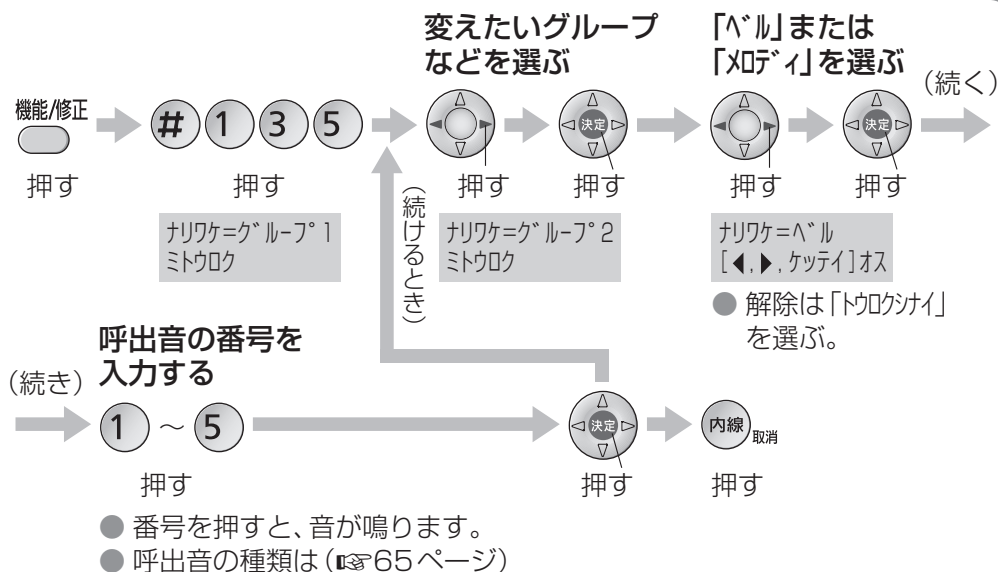 変えたいグループ
などを選ぶ
「ﾍﾞﾙ」または
「ﾒﾛﾃﾞｨ」を選ぶ
(続く)
機能/修正
# 1 3 5
決定
決定
押す
押す
押す
押す
押す
押す
ﾅﾘﾜｹ=ｸﾞﾙｰﾌﾟ1
ﾐﾄｳﾛｸ
(続けるとき)
ﾅﾘﾜｹ=ｸﾞﾙｰﾌﾟ2
ﾐﾄｳﾛｸ
ﾅﾘﾜｹ=ﾍﾞﾙ
[◀,▶,ｹｯﾃｲ]ｵｽ
● 解除は「ﾄｳﾛｸｼﾅｲ」
を選ぶ。
(続き)
呼出音の番号を
入力する
1 ～ 5
決定
内線 取消
押す
押す
押す
● 番号を押すと、音が鳴ります。
● 呼出音の種類は(☞65ページ)